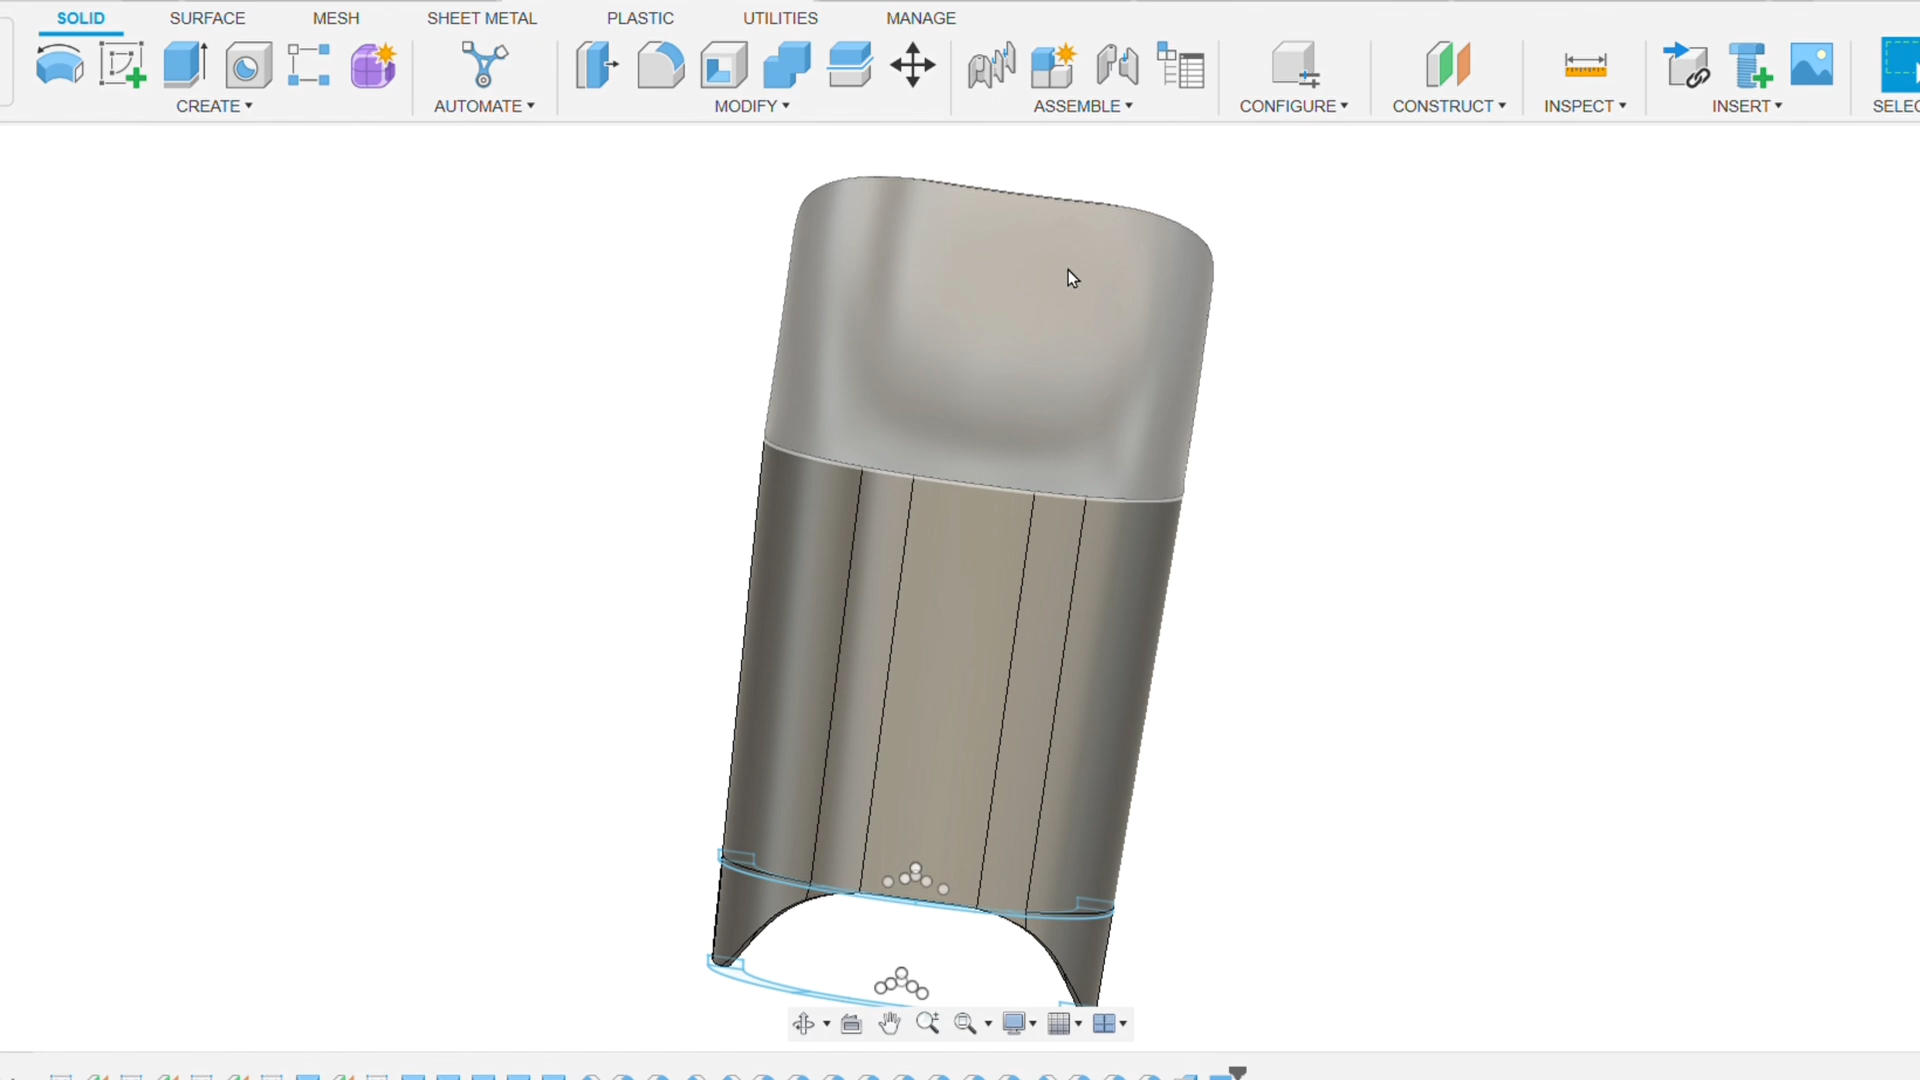 SOLID SURFACE MESH SHEET METAL PLASTIC UTILITIES MANAGE
CREATE AUTOMATE MODIFY ASSEMBLE CONFIGURE CONSTRUCT INSPECT INSERT SELEC